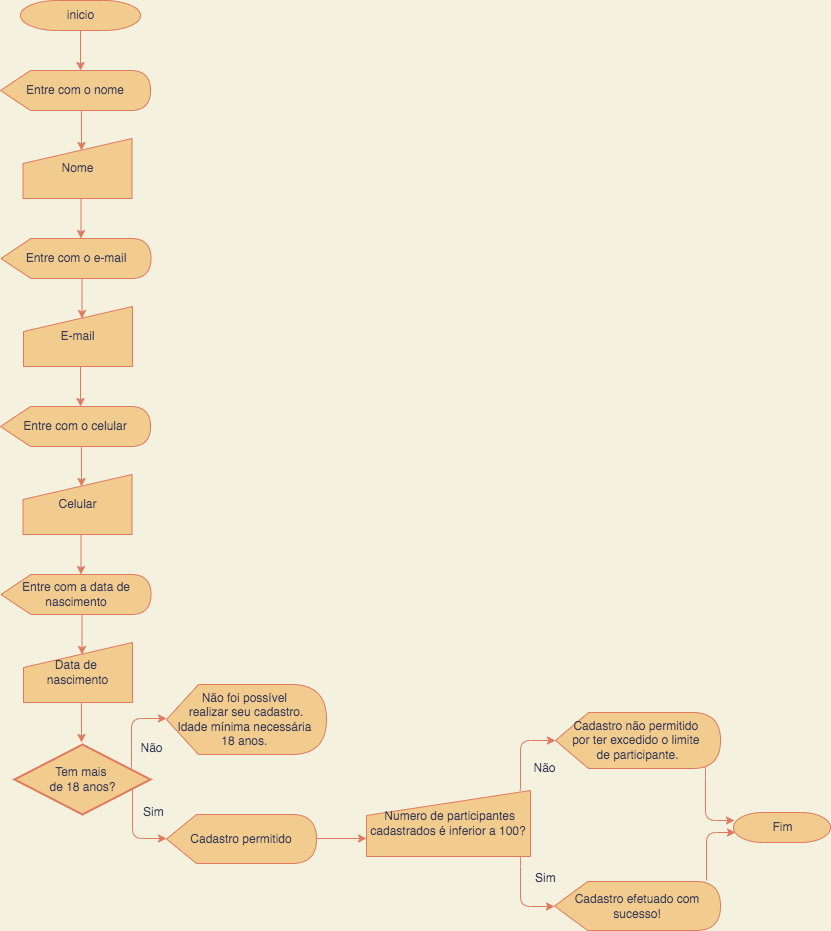 inicio
Entre com o nome
Nome
Entre com o e-mail
E-mail
Entre com o celular
Celular
Entre com a data de
nascimento
Data de
nascimento
Tem mais
de 18 anos?
Não
Não foi possível
realizar seu cadastro.
Idade mínima necessária
18 anos.
Sim
Cadastro permitido
Numero de participantes
cadastrados é inferior a 100?
Não
Cadastro não permitido
por ter excedido o limite
de participante.
Sim
Cadastro efetuado com
sucesso!
Fim